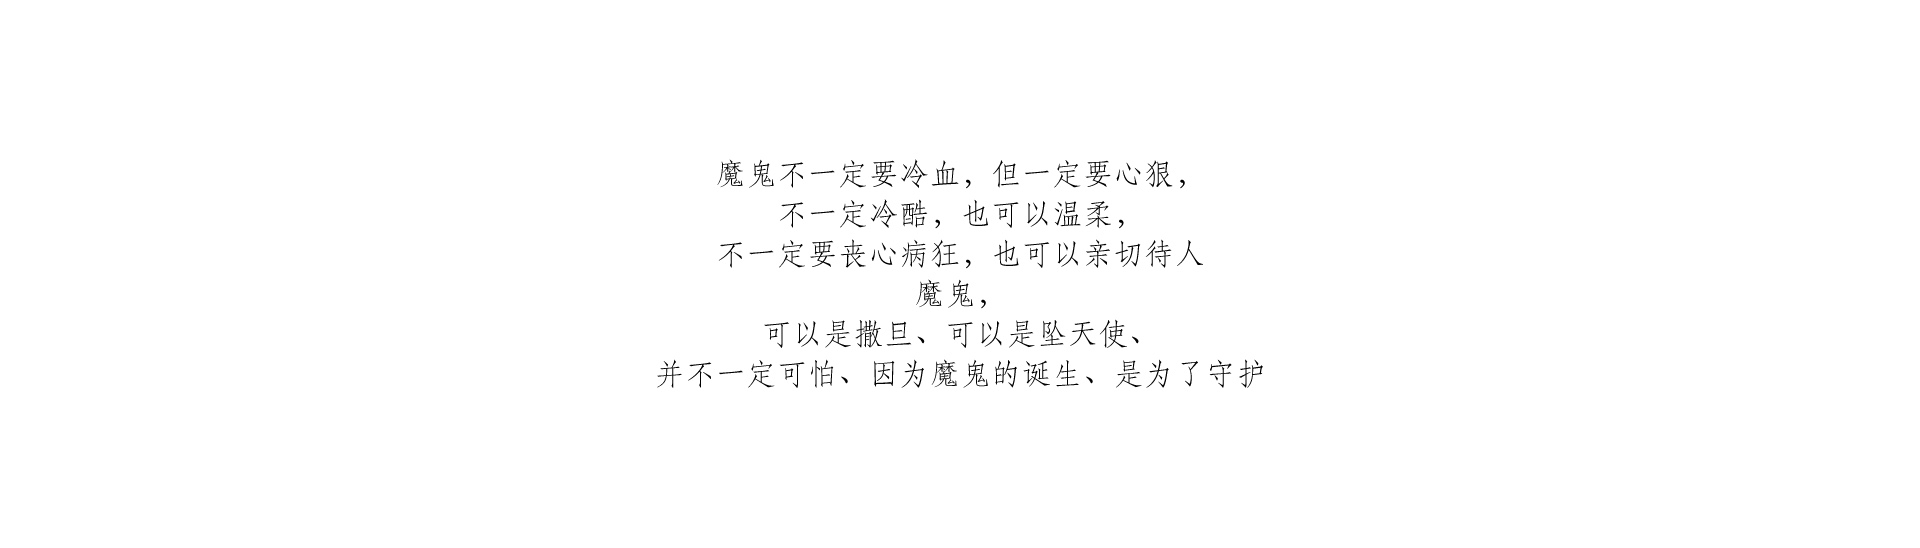 魔鬼不一定要冷血，但一定要心狠，
不一定冷酷，也可以温柔，
不一定要丧心病狂，也可以亲切待人
魔鬼，
可以是撒旦、可以是坠天使、
并不一定可怕、因为魔鬼的诞生、是为了守护